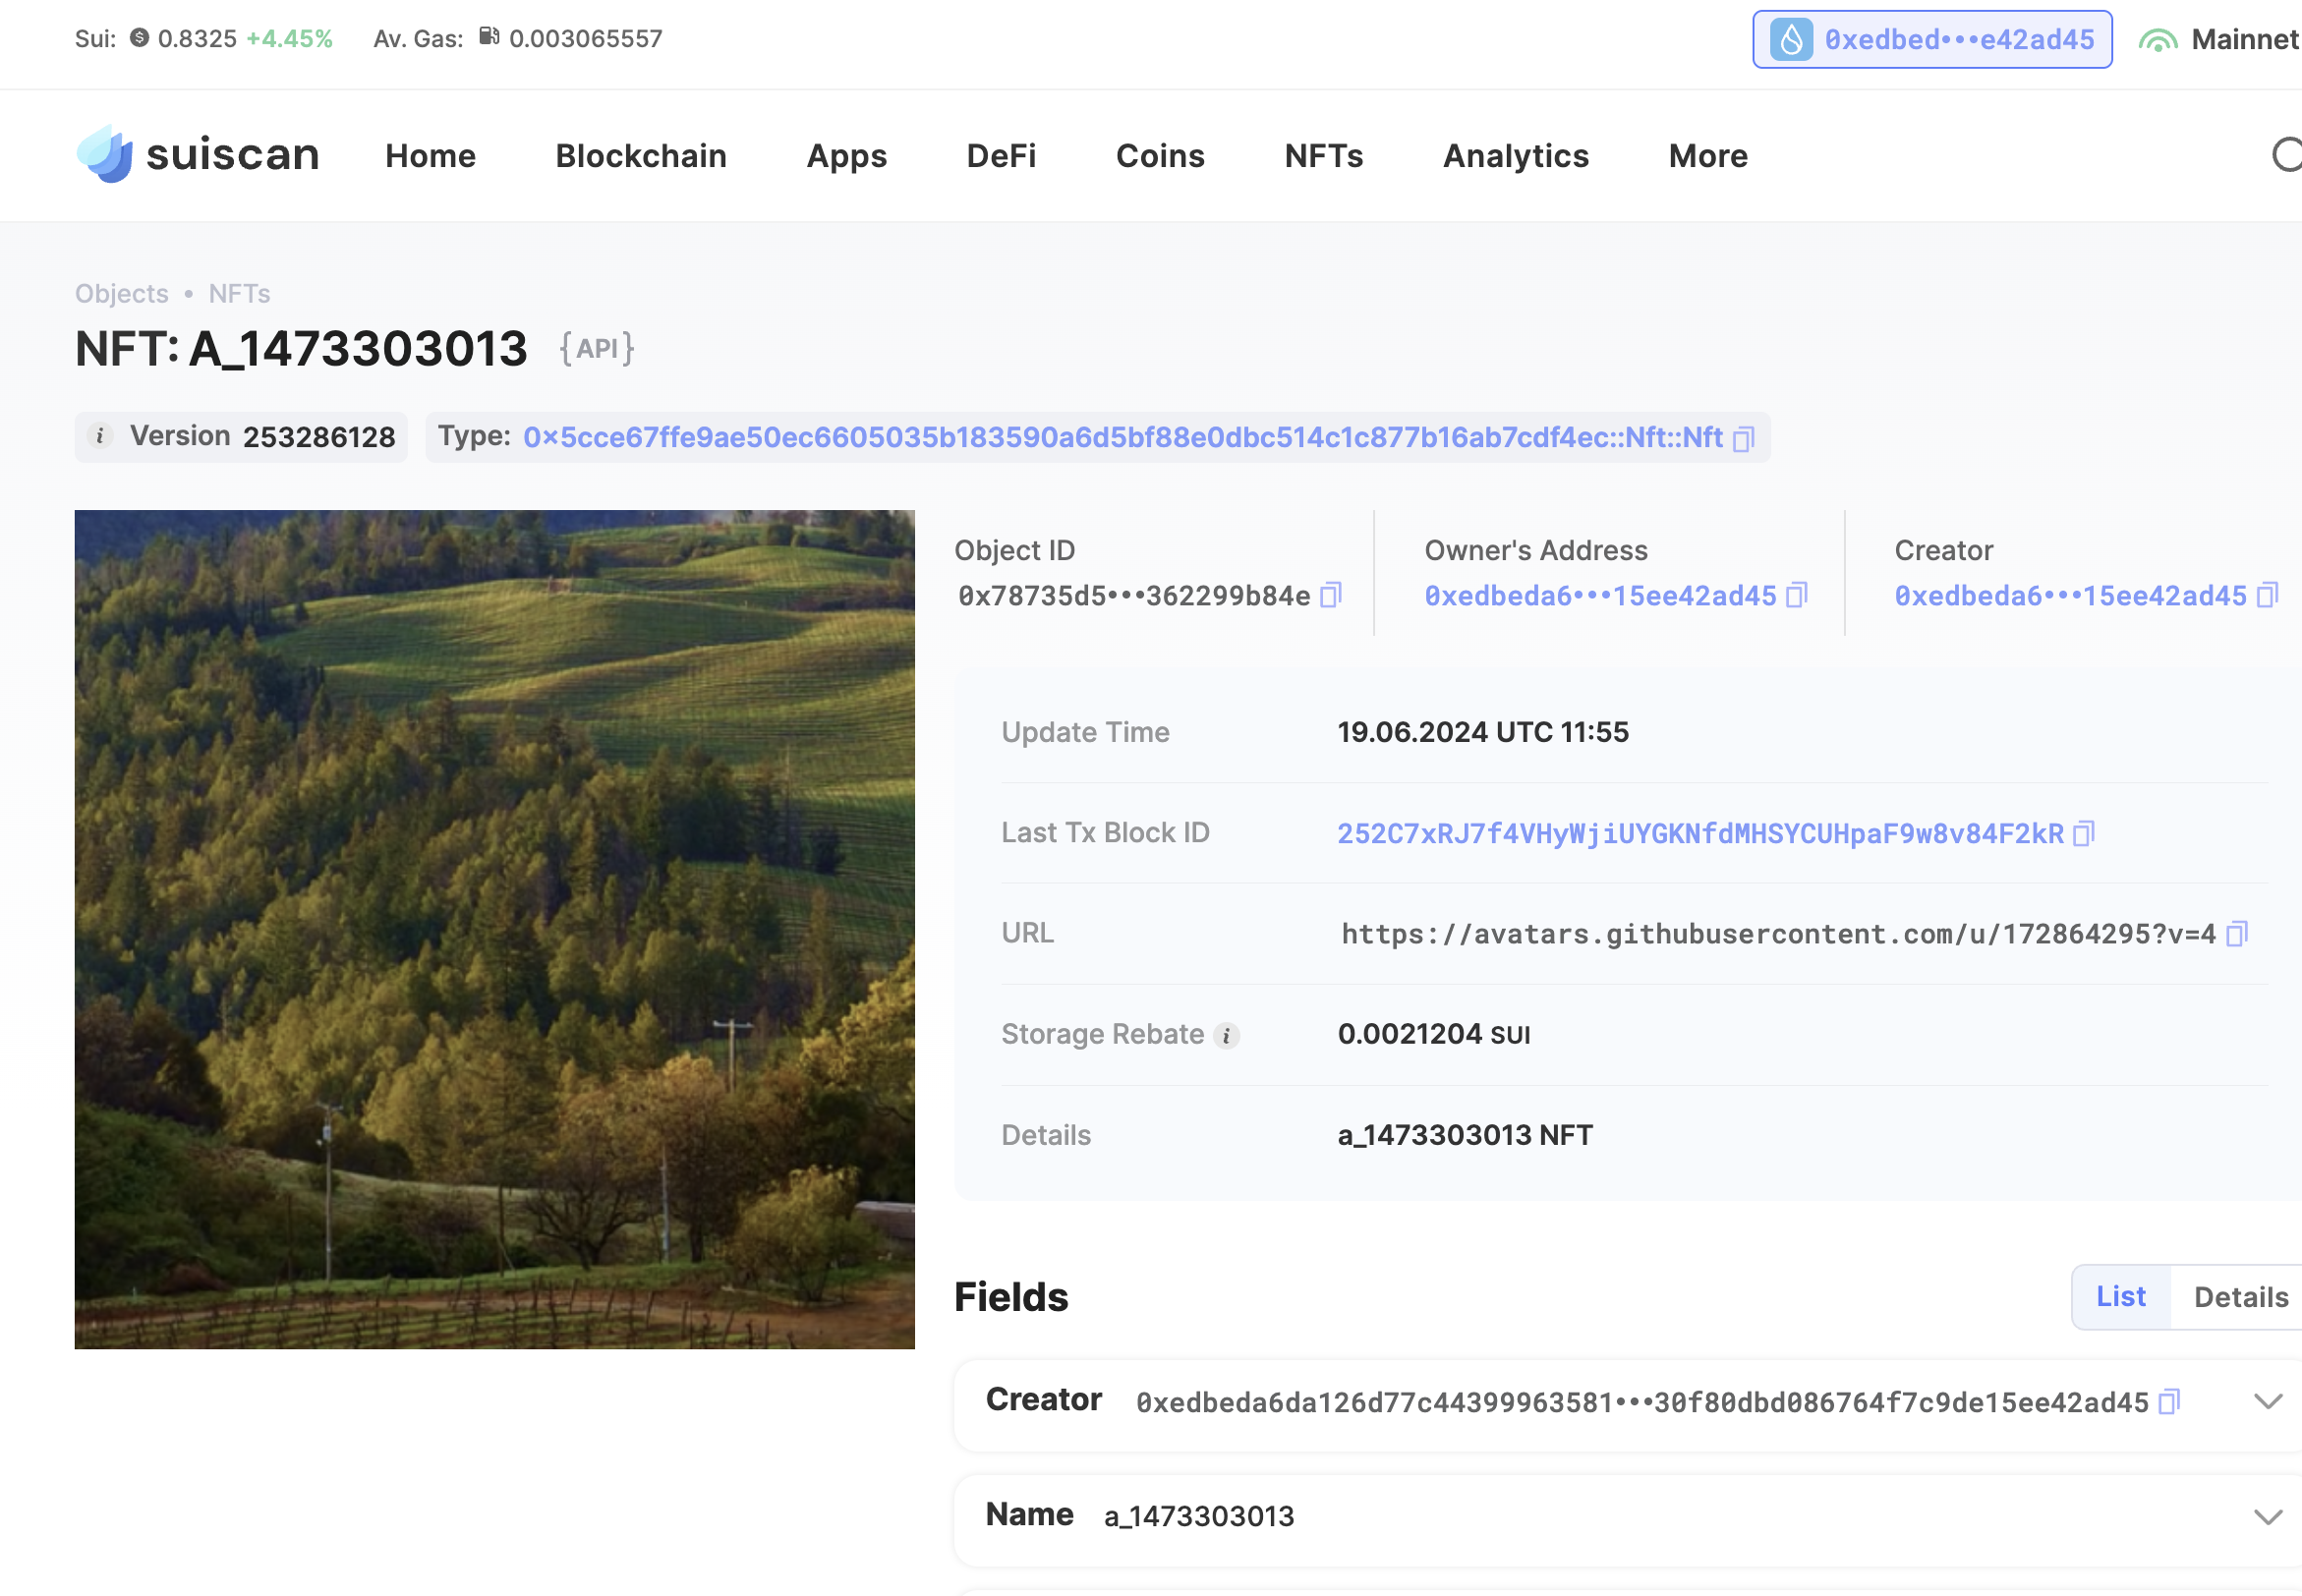 Sui: 0.8325 +4.45% Av. Gas: 0.003065557
0xedbed•••e42ad45 Mainnet
suiscan Home Blockchain Apps DeFi Coins NFTs Analytics More
Objects • NFTs
NFT: A_1473303013 {API}
i Version 253286128 Type: 0×5cce67ffe9ae50ec6605035b183590a6d5bf88e0dbc514c1c877b16ab7cdf4ec::Nft::Nft
Object ID
0x78735d5•••362299b84e
Owner's Address
0xedbeda6•••15ee42ad45
Creator
0xedbeda6•••15ee42ad45
Update Time 19.06.2024 UTC 11:55
Last Tx Block ID 252C7xRJ7f4VHyWjiUYGKNfdMHSYCUHpaF9w8v84F2kR
URL https://avatars.githubusercontent.com/u/172864295?v=4
Storage Rebate i 0.0021204 SUI
Details a_1473303013 NFT
Fields
List Details
Creator 0xedbeda6da126d77c44399963581•••30f80dbd086764f7c9de15ee42ad45
Name a_1473303013